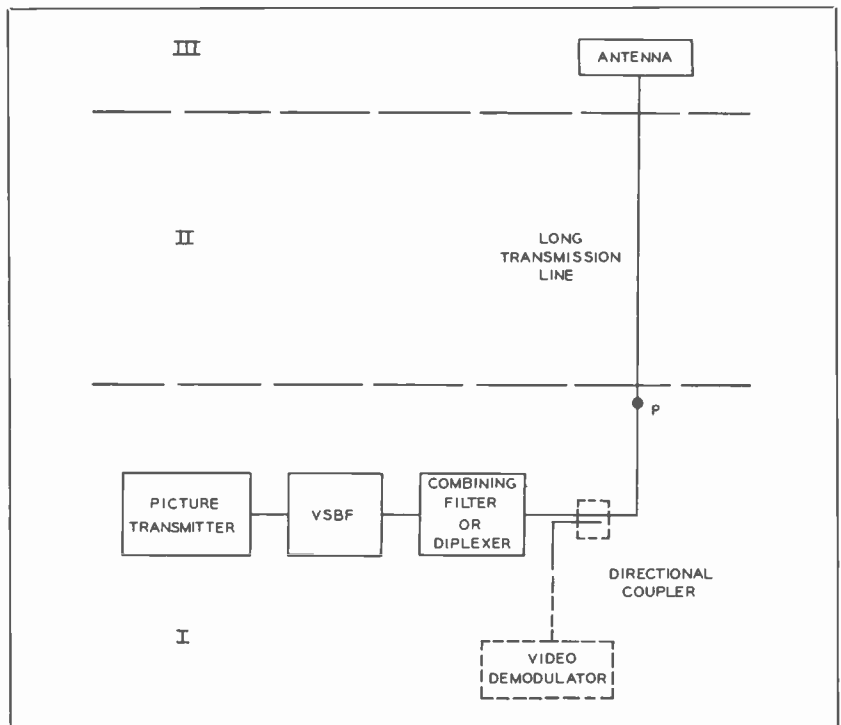 III
ANTENNA
II
LONG
TRANSMISSION
LINE
P
PICTURE
TRANSMITTER
VSBF
COMBINING
FILTER
OR
DIPLEXER
DIRECTIONAL
COUPLER
I
VIDEO
DEMODULATOR